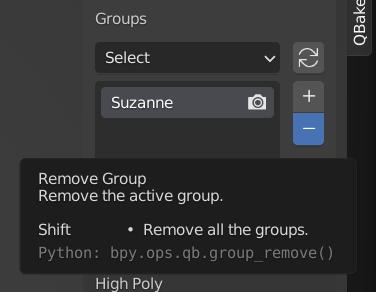 Groups
QBake
Select
Suzanne
Remove Group
Remove the active group.
Shift • Remove all the groups.
Python: bpy.ops.qb.group_remove()
High Poly